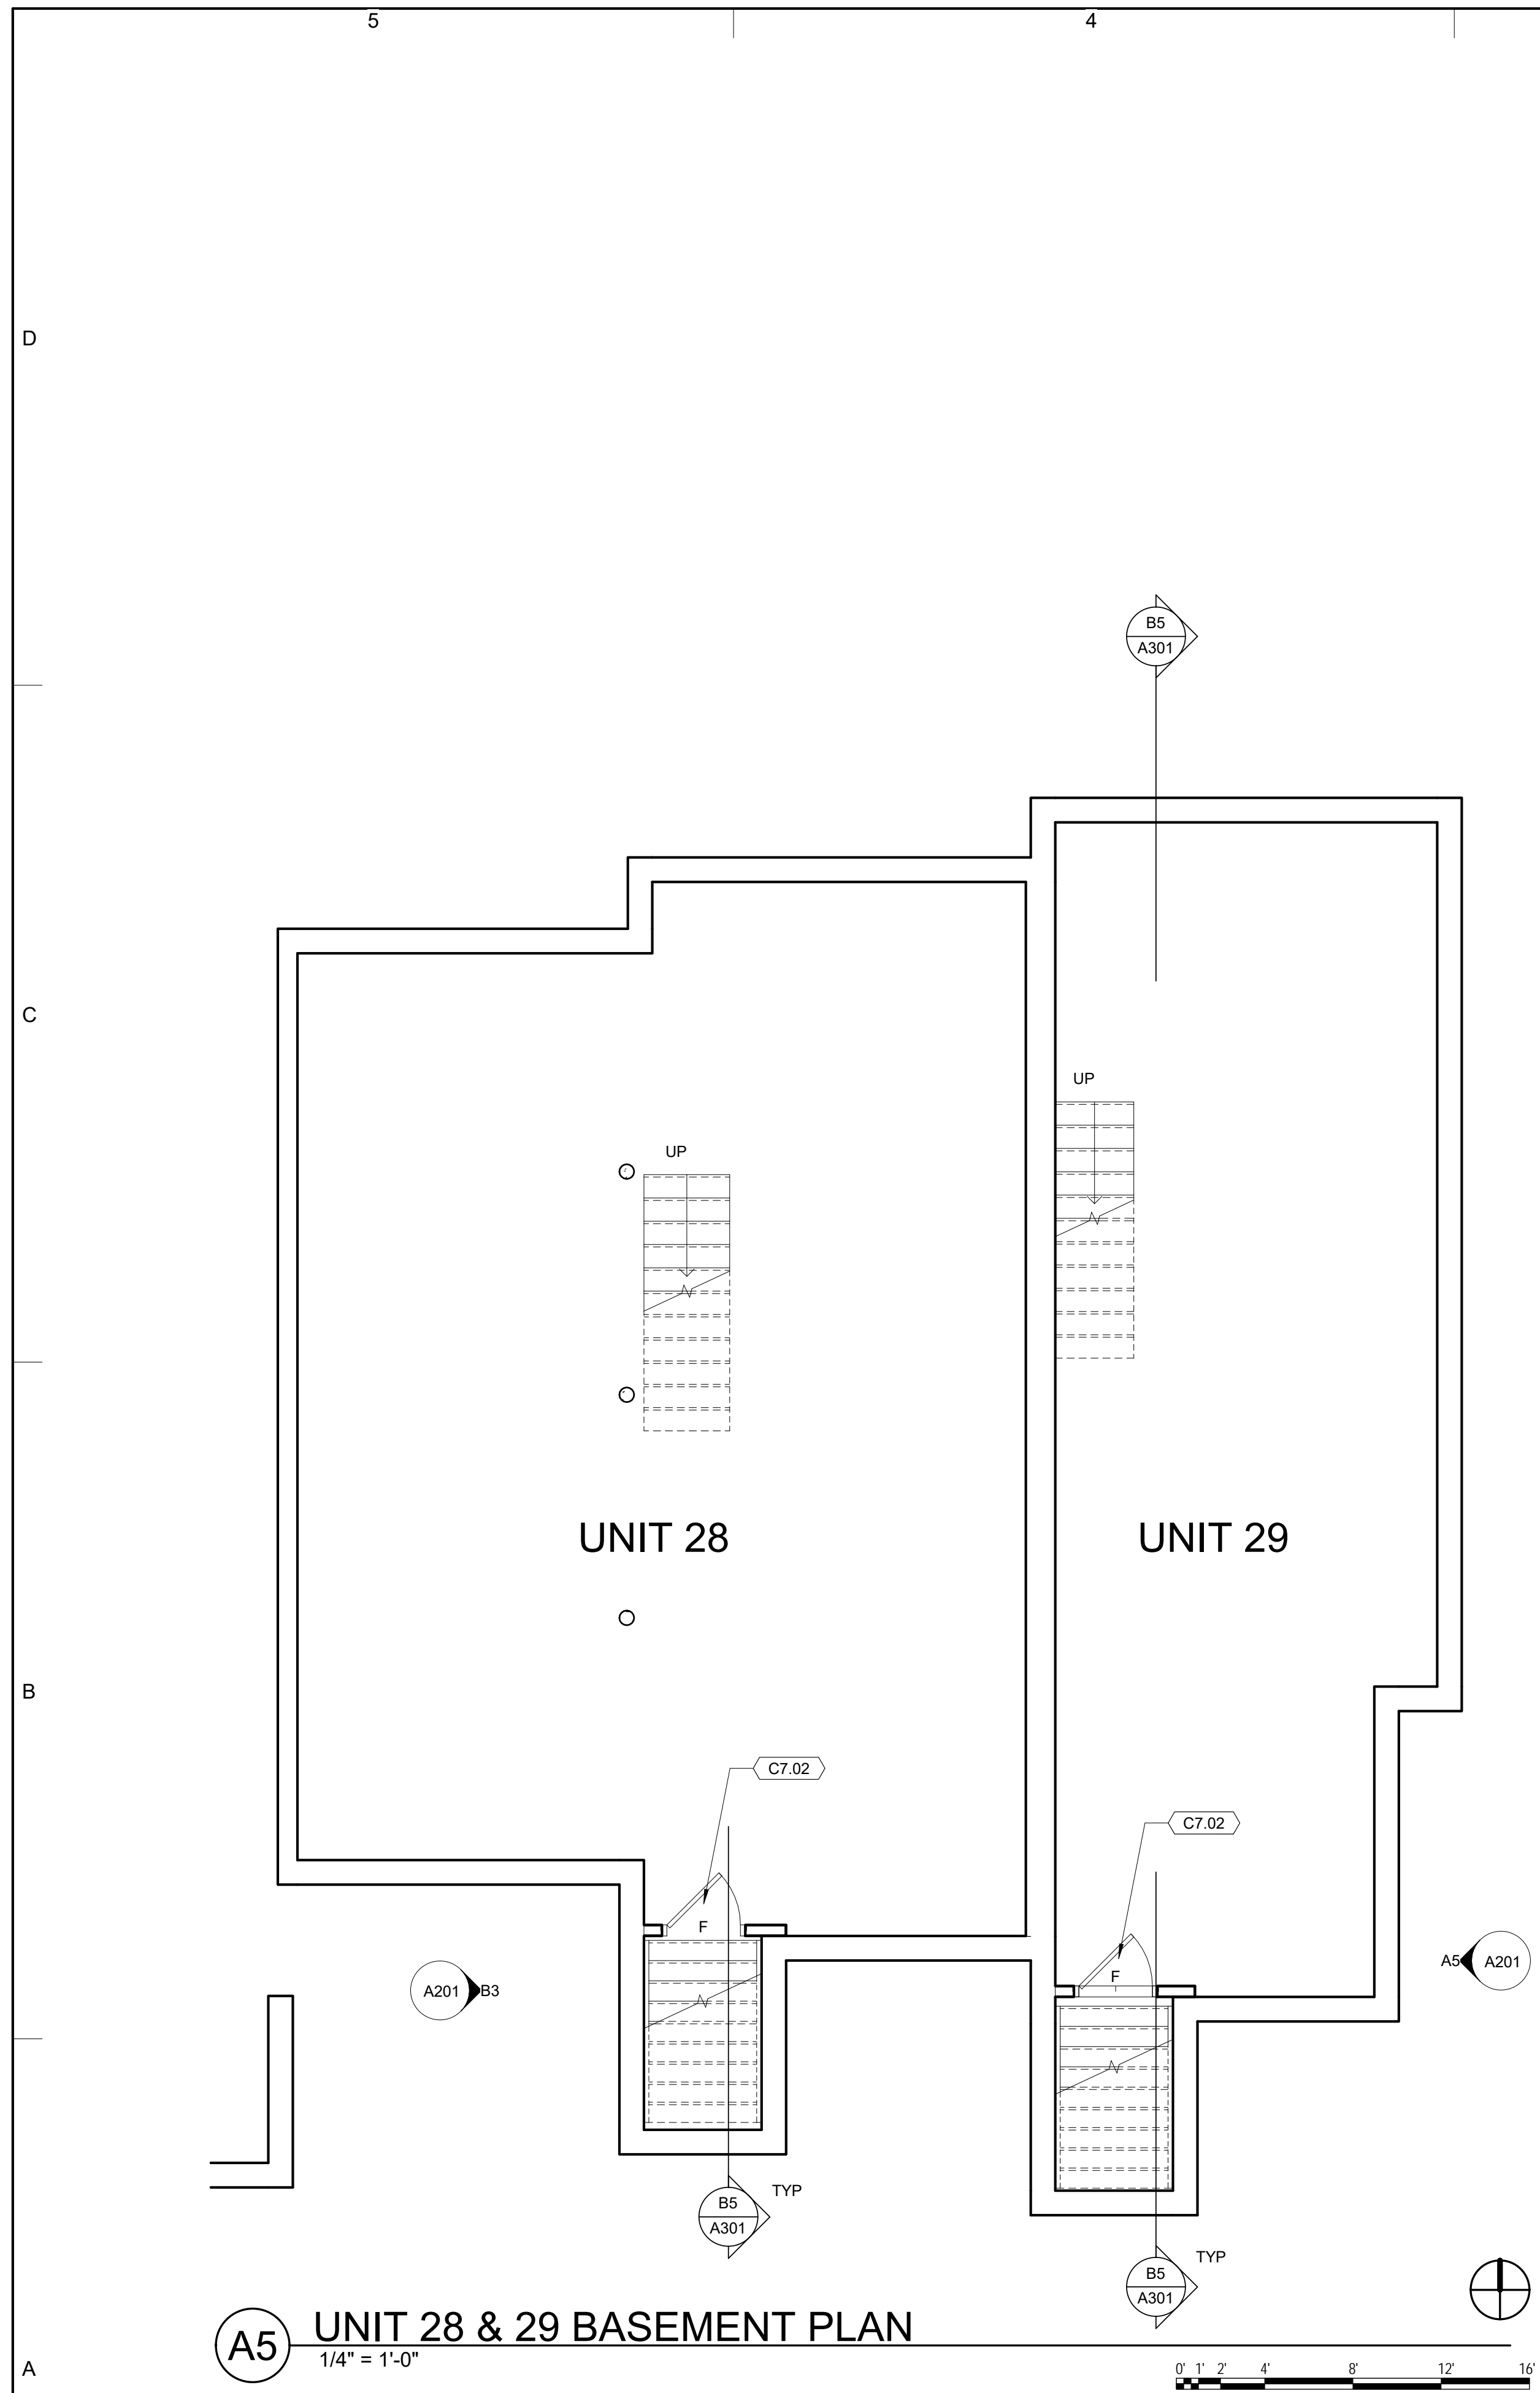 5
4
D
B5
A301
C
UP
UP
UNIT 28
UNIT 29
B
C7.02
C7.02
F
F
A201
B3
A5
A201
B5
A301
TYP
B5
A301
TYP
A5
UNIT 28 & 29 BASEMENT PLAN
1/4" = 1'-0"
A
0' 1' 2' 4' 8' 12' 16'